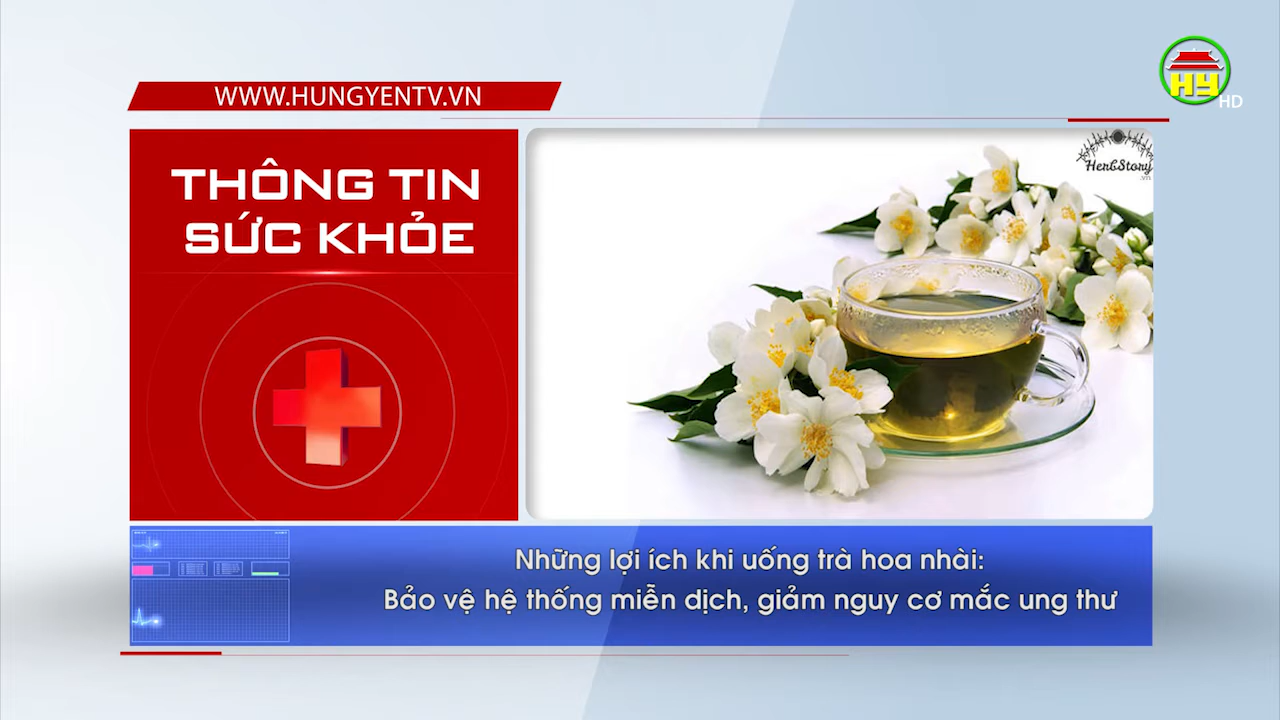 WWW.HUNGYENTV.VN
HY
HD
THÔNG TIN
SỨC KHỎE
HerbStory
.vn
Những lợi ích khi uống trà hoa nhài:
Bảo vệ hệ thống miễn dịch, giảm nguy cơ mắc ung thư